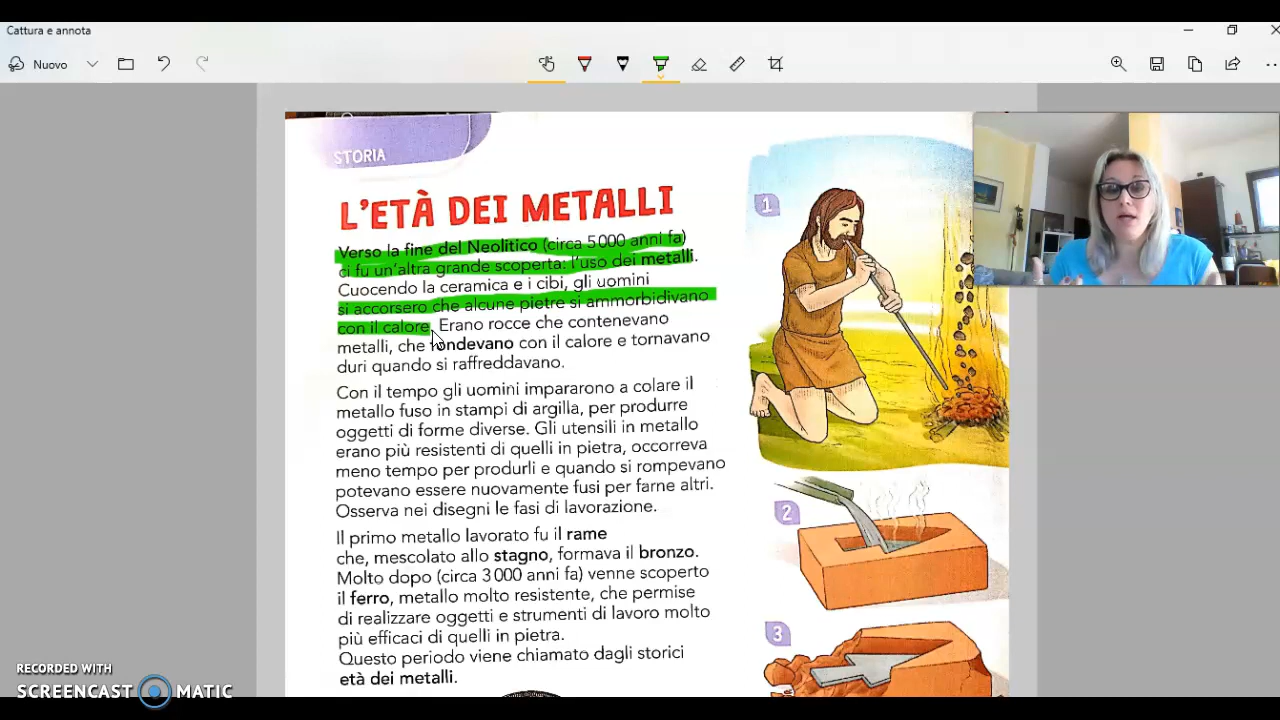 Cattura e annota
Nuovo
STORIA
L'ETÀ DEI METALLI
Verso la fine del Neolitico (circa 5 000 anni fa)
ci fu un'altra grande scoperta: l'uso dei metalli.
Cuocendo la ceramica e i cibi, gli uomini
si accorsero che alcune pietre si ammorbidivano
con il calore. Erano rocce che contenevano
metalli, che fondevano con il calore e tornavano
duri quando si raffreddavano.
Con il tempo gli uomini impararono a colare il
metallo fuso in stampi di argilla, per produrre
oggetti di forme diverse. Gli utensili in metallo
erano più resistenti di quelli in pietra, occorreva
meno tempo per produrli e quando si rompevano
potevano essere nuovamente fusi per farne altri.
Osserva nei disegni le fasi di lavorazione.
Il primo metallo lavorato fu il rame
che, mescolato allo stagno, formava il bronzo.
Molto dopo (circa 3 000 anni fa) venne scoperto
il ferro, metallo molto resistente, che permise
di realizzare oggetti e strumenti di lavoro molto
più efficaci di quelli in pietra.
Questo periodo viene chiamato dagli storici
età dei metalli.
1
2
3
RECORDED WITH
SCREENCAST MATIC